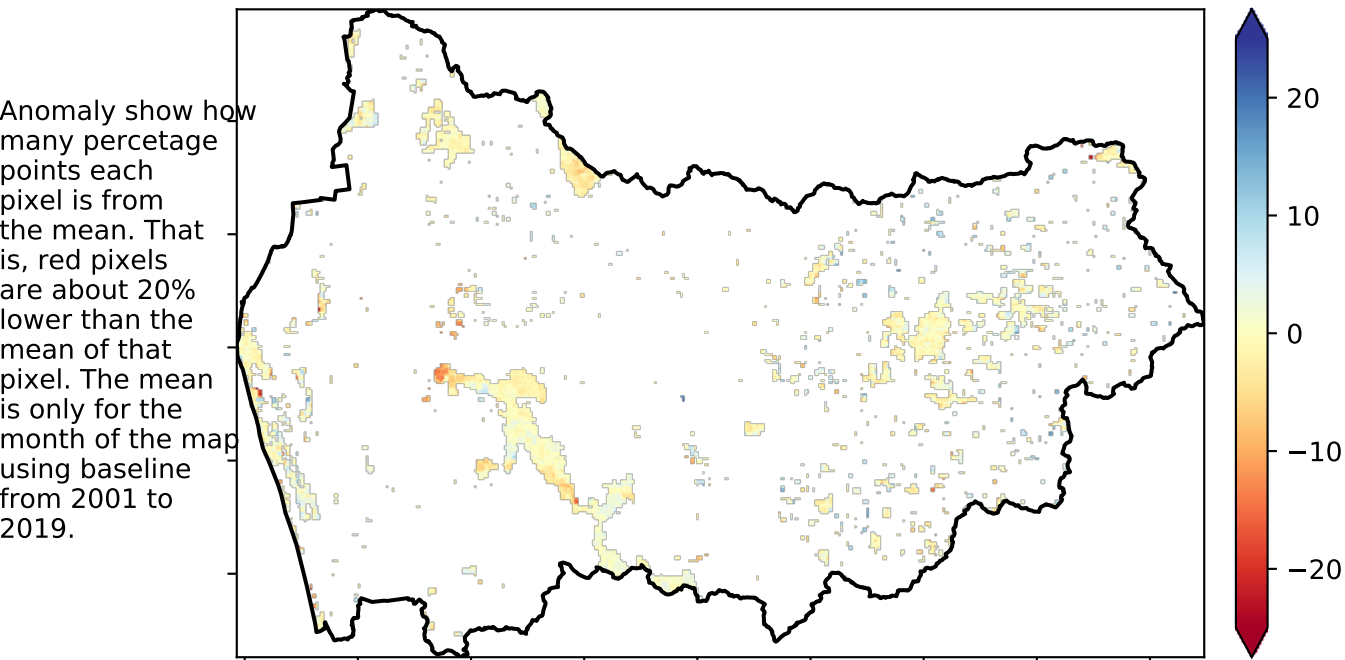 Anomaly show how
many percetage
points each
pixel is from
the mean. That
is, red pixels
are about 20%
lower than the
mean of that
pixel. The mean
is only for the
month of the map
using baseline
from 2001 to
2019.
20
10
0
−10
−20